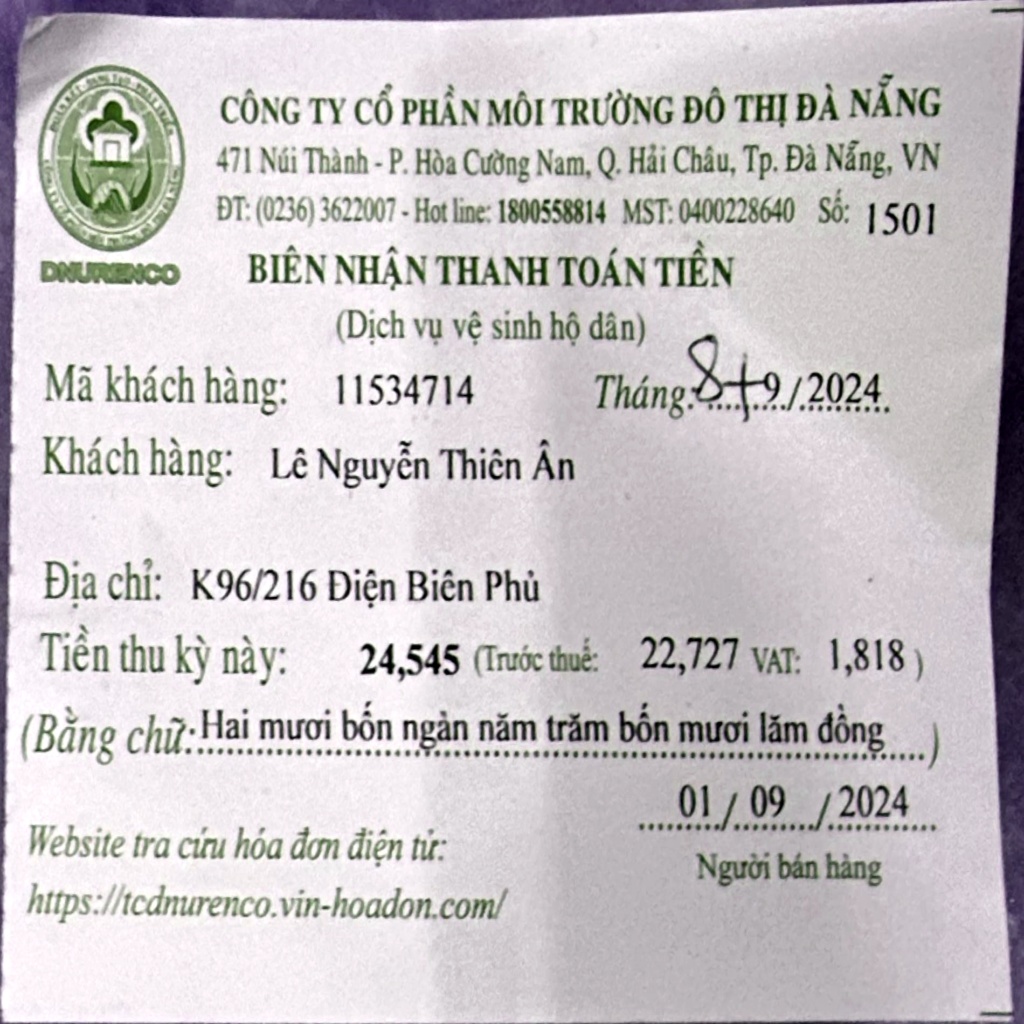 CÔNG TY CỔ PHẦN MÔI TRƯỜNG ĐÔ THỊ ĐÀ NẴNG
471 Núi Thành - P. Hòa Cường Nam, Q. Hải Châu, Tp. Đà Nẵng, VN
ĐT: (0236) 3622007 - Hot line: 1800558814 MST: 0400228640 Số: 1501
DNURENCO
BIÊN NHẬN THANH TOÁN TIỀN
(Dịch vụ vệ sinh hộ dân)
Mã khách hàng: 11534714 Tháng: 8+9/2024
Khách hàng: Lê Nguyễn Thiên Ân
Địa chỉ: K96/216 Điện Biên Phủ
Tiền thu kỳ này: 24,545 (Trước thuế: 22,727 VAT: 1,818 )
(Bằng chữ: Hai mươi bốn ngàn năm trăm bốn mươi lăm đồng )
01 / 09 / 2024
Người bán hàng
Website tra cứu hóa đơn điện tử:
https://tcdnurenco.vin-hoadon.com/